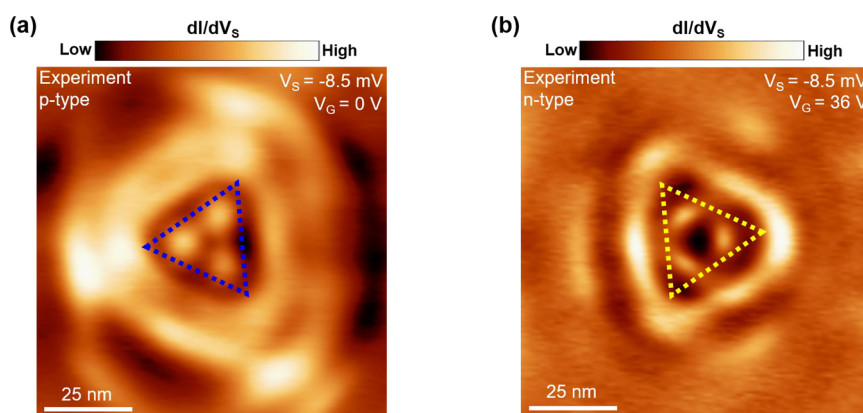 (a)
dI/dVS
Low
High
Experiment
p-type
VS = -8.5 mV
VG = 0 V
25 nm
(b)
dI/dVS
Low
High
Experiment
n-type
VS = -8.5 mV
VG = 36 V
25 nm